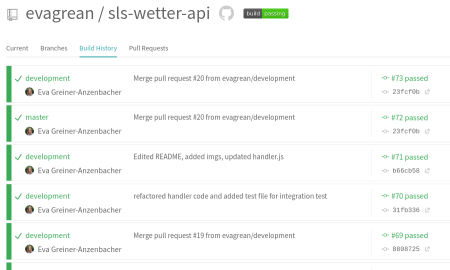 evagrean / sls-wetter-api
build passing
Current Branches Build History Pull Requests
development Merge pull request #20 from evagrean/development #73 passed
Eva Greiner-Anzenbacher 23fcf0b
master Merge pull request #20 from evagrean/development #72 passed
Eva Greiner-Anzenbacher 23fcf0b
development Edited README, added imgs, updated handler.js #71 passed
Eva Greiner-Anzenbacher b66cb58
development refactored handler code and added test file for integration test #70 passed
Eva Greiner-Anzenbacher 31fb336
development Merge pull request #19 from evagrean/development #69 passed
Eva Greiner-Anzenbacher 8808725